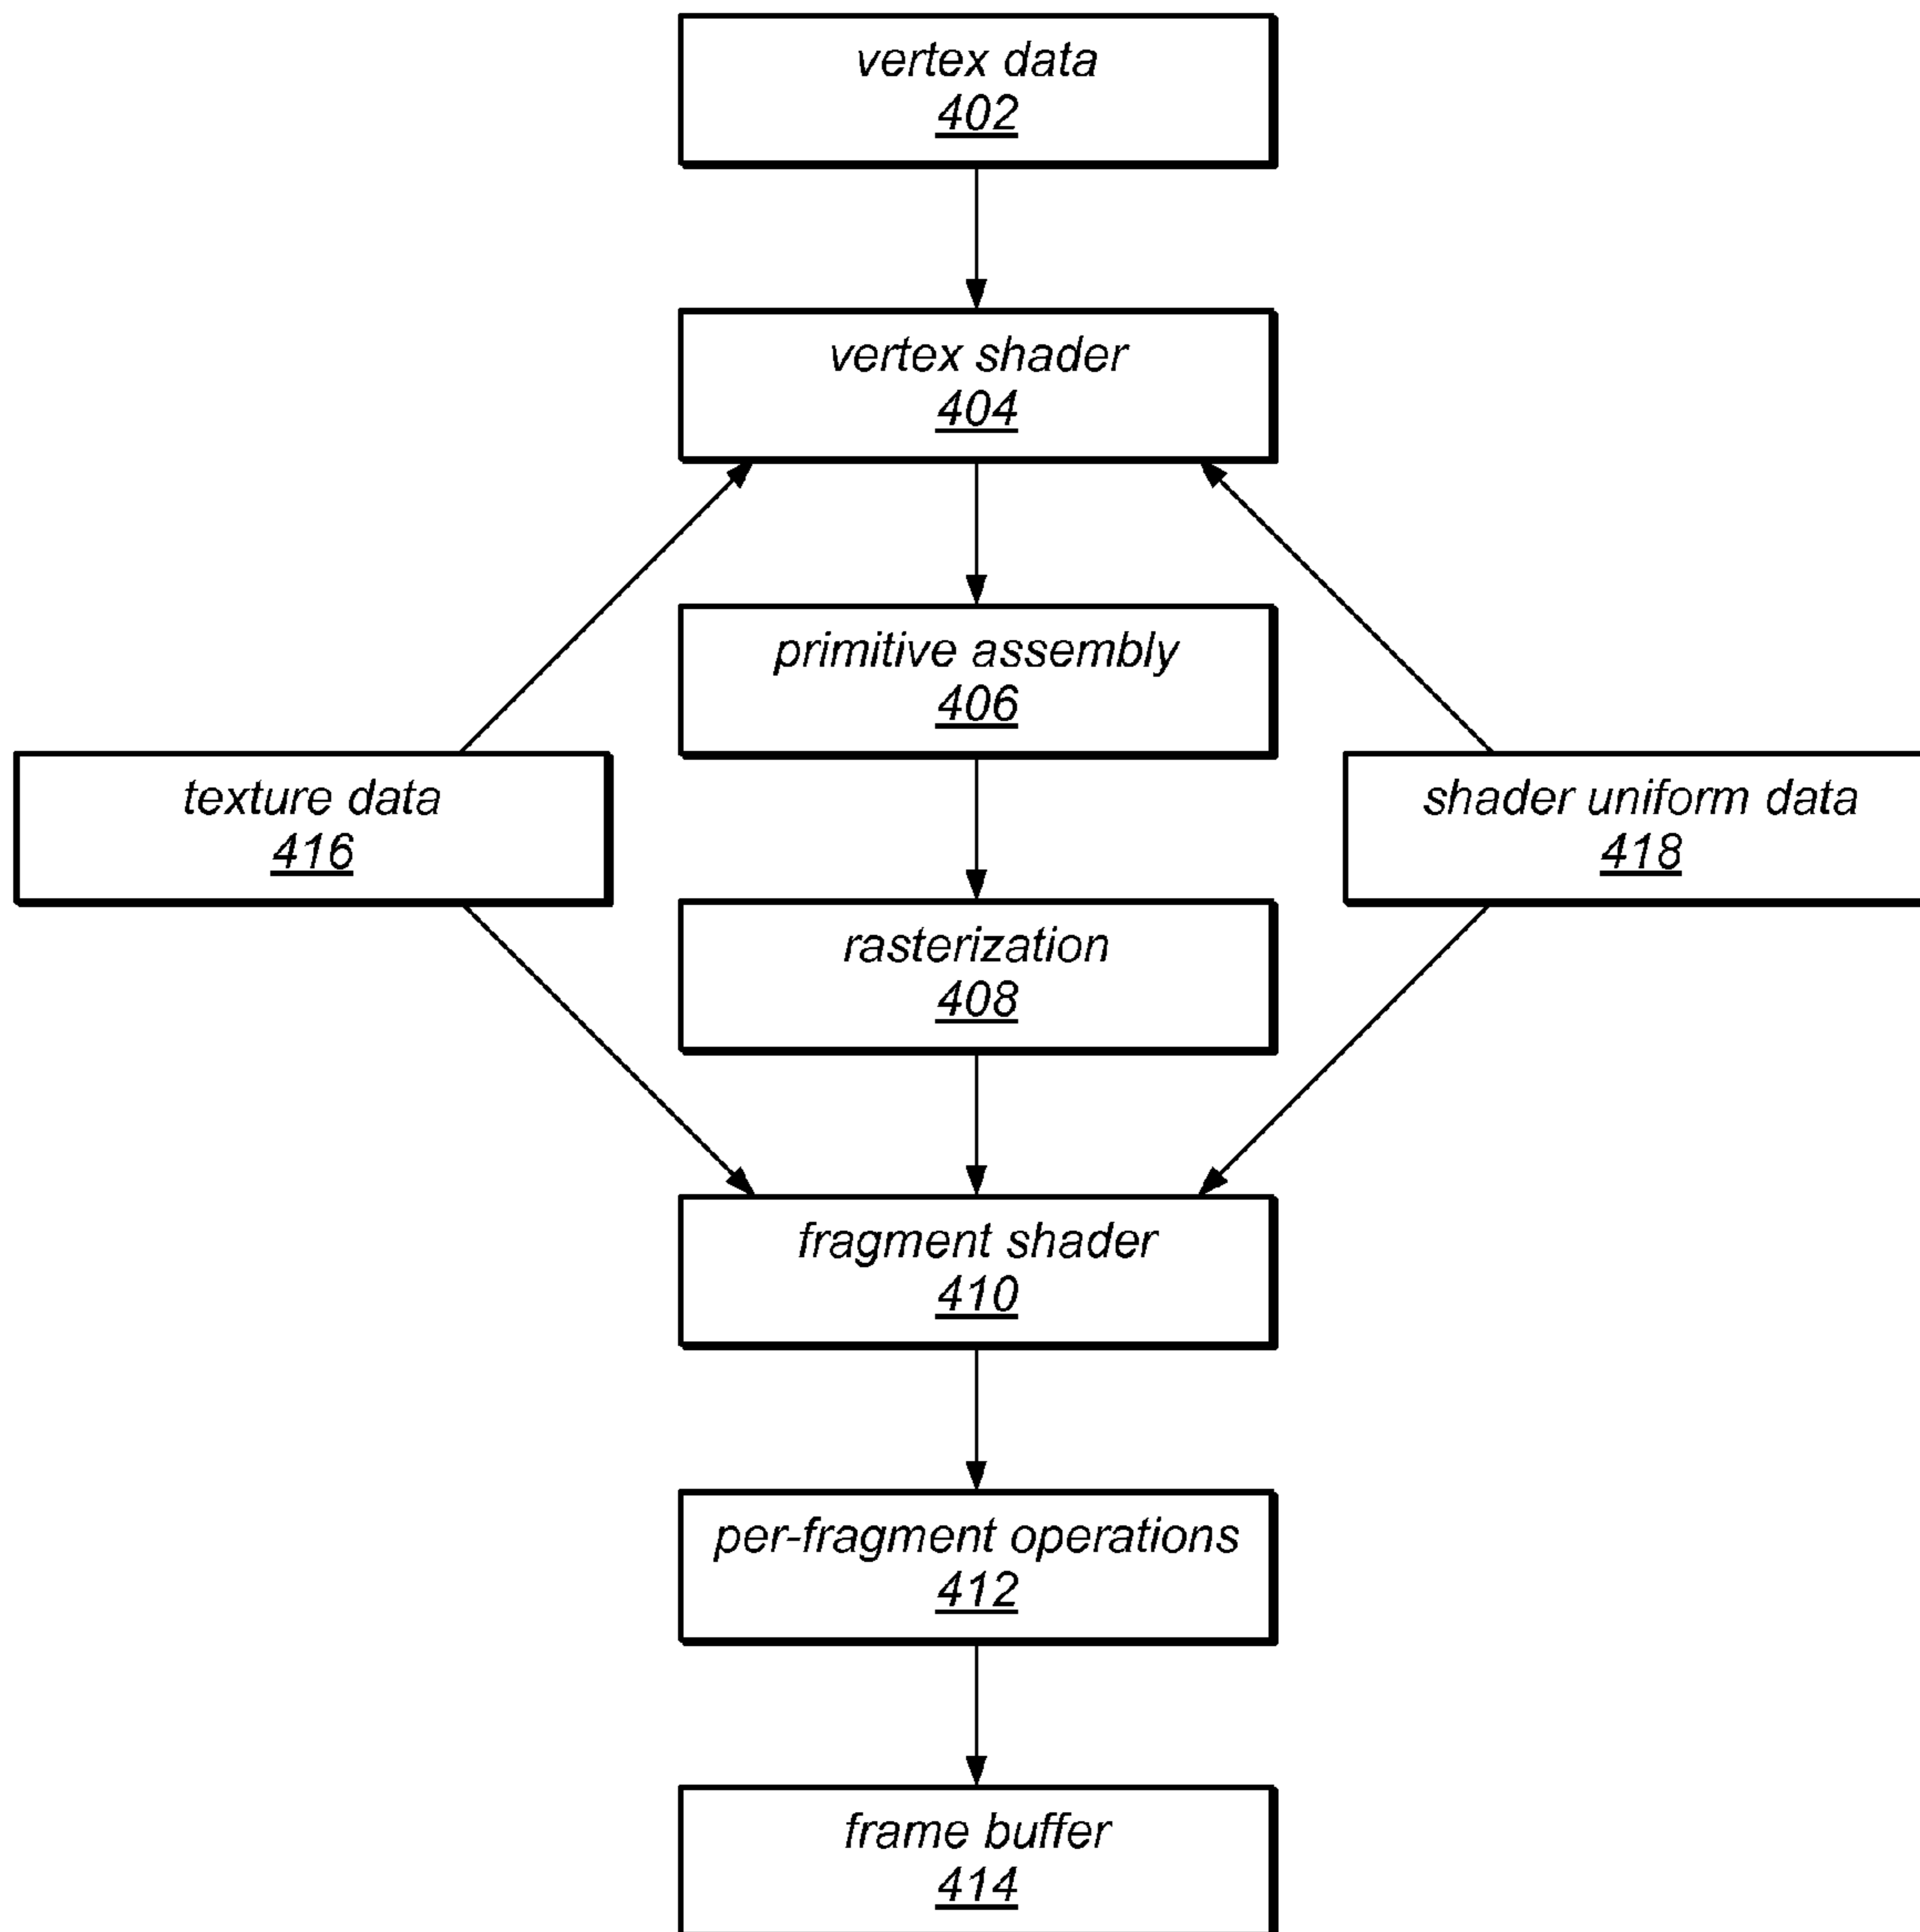 vertex data
402
vertex shader
404
primitive assembly
406
texture data
416
shader uniform data
418
rasterization
408
fragment shader
410
per-fragment operations
412
frame buffer
414